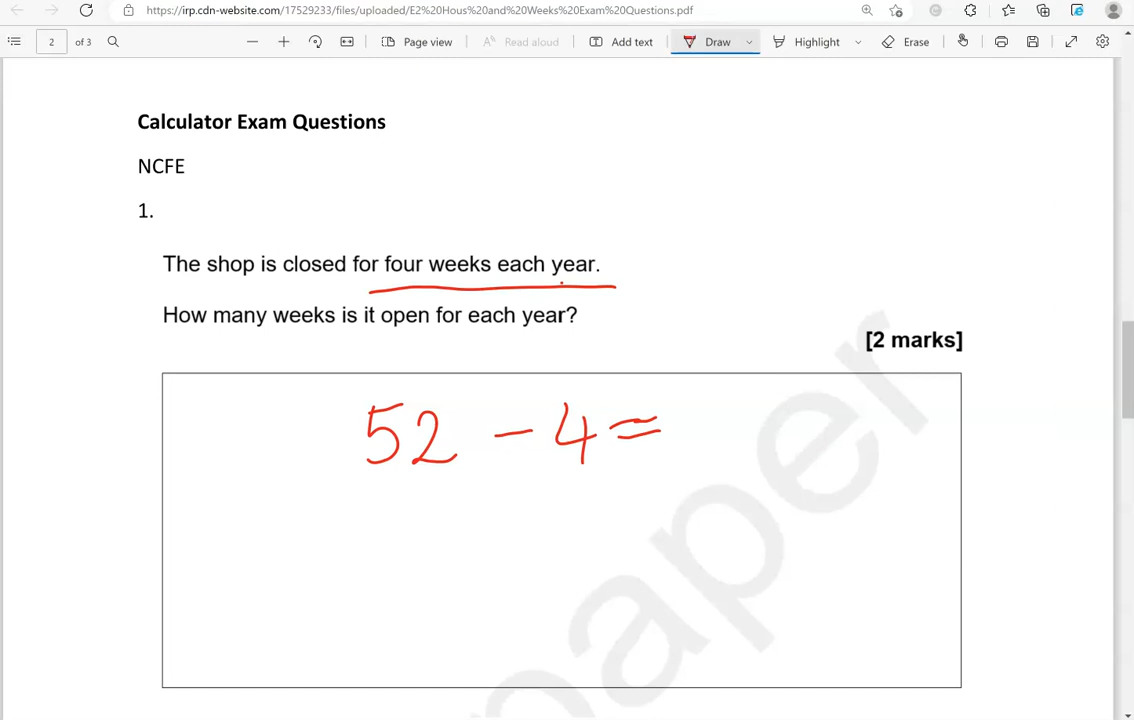 https://irp.cdn-website.com/17529233/files/uploaded/E2%20Hous%20and%20Weeks%20Exam%20Questions.pdf
2 of 3 Page view Read aloud Add text Draw Highlight Erase
Calculator Exam Questions
NCFE
1.
The shop is closed for four weeks each year.
How many weeks is it open for each year?
[2 marks]
52 - 4 =
paper